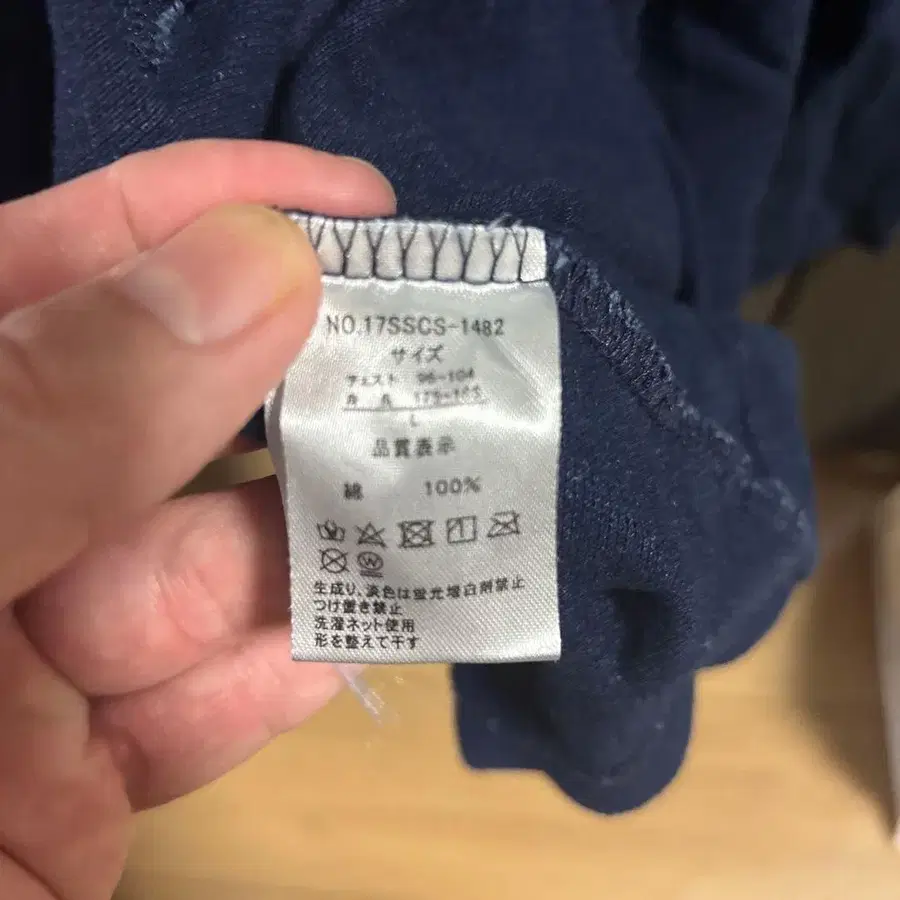 NO.17SSCS-1482
サイズ
チェスト 96-104
身長 175-185
L
品質表示
綿 100%
W
生成り、淡色は蛍光増白剤禁止
つけ置き禁止
洗濯ネット使用
形を整えて干す